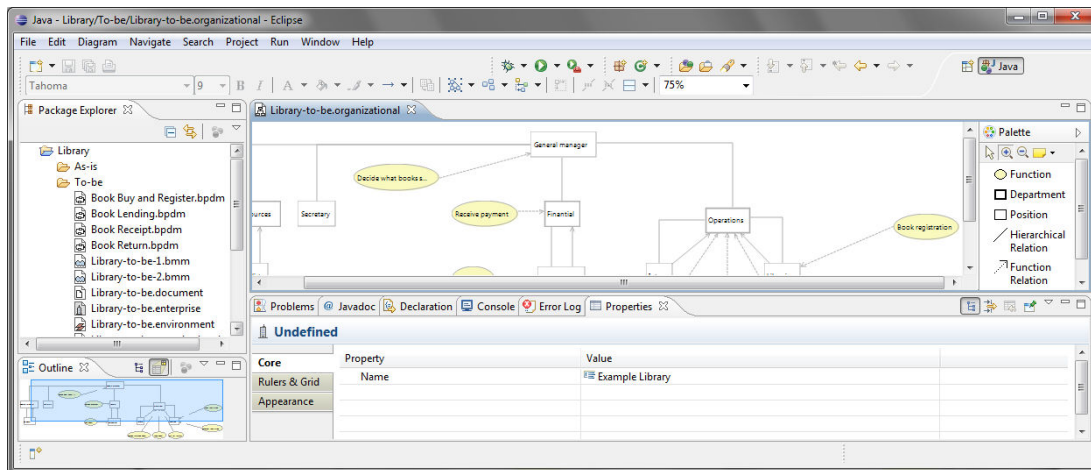 Java - Library/To-be/Library-to-be.organizational - Eclipse
File Edit Diagram Navigate Search Project Run Window Help
Java
Tahoma 9 B I A 75%
Package Explorer
Library
As-is
To-be
Book Buy and Register.bpdm
Book Lending.bpdm
Book Receipt.bpdm
Book Return.bpdm
Library-to-be-1.bmm
Library-to-be-2.bmm
Library-to-be.document
Library-to-be.enterprise
Library-to-be.environment
Outline
Library-to-be.organizational
General manager
Decide what books s...
urces
Secretary
Receive payment
Finantial
Operations
Book registration
Palette
Function
Department
Position
Hierarchical
Relation
Function
Relation
Problems @ Javadoc Declaration Console Error Log Properties
Undefined
Core
Rulers & Grid
Appearance
Property Value
Name Example Library